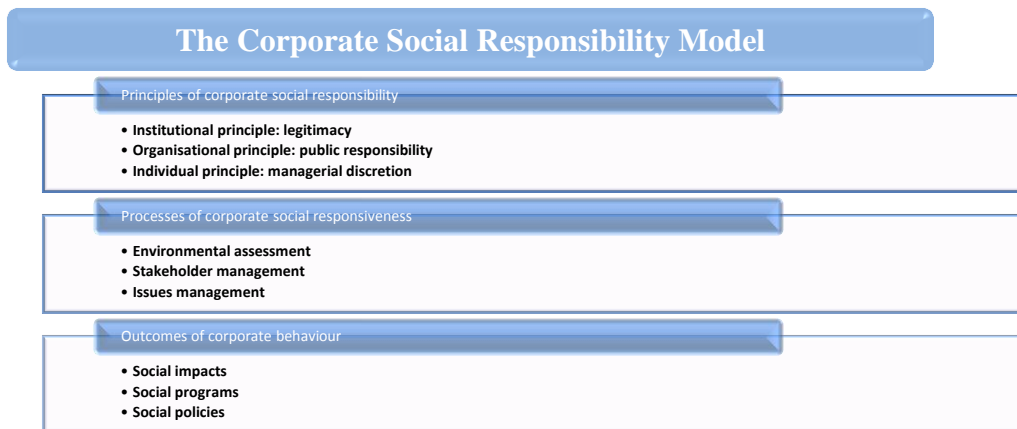 The Corporate Social Responsibility Model
Principles of corporate social responsibility
• Institutional principle: legitimacy
• Organisational principle: public responsibility
• Individual principle: managerial discretion
Processes of corporate social responsiveness
• Environmental assessment
• Stakeholder management
• Issues management
Outcomes of corporate behaviour
• Social impacts
• Social programs
• Social policies